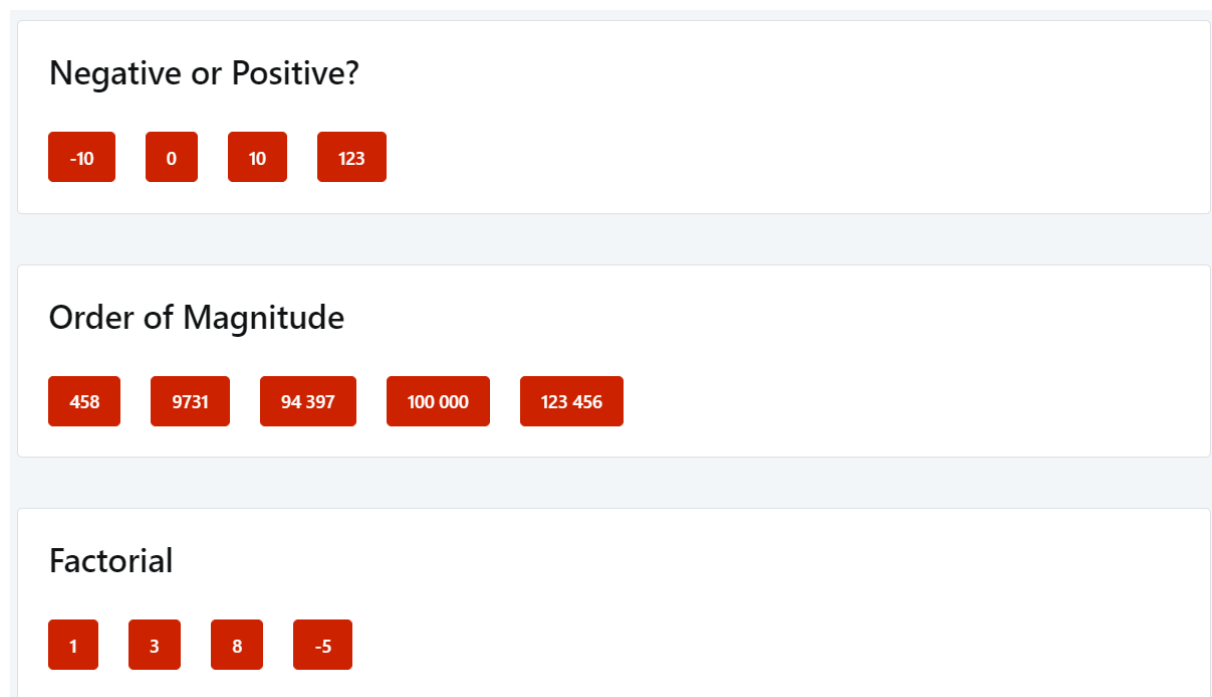 Negative or Positive?
-10 0 10 123
Order of Magnitude
458 9731 94 397 100 000 123 456
Factorial
1 3 8 -5